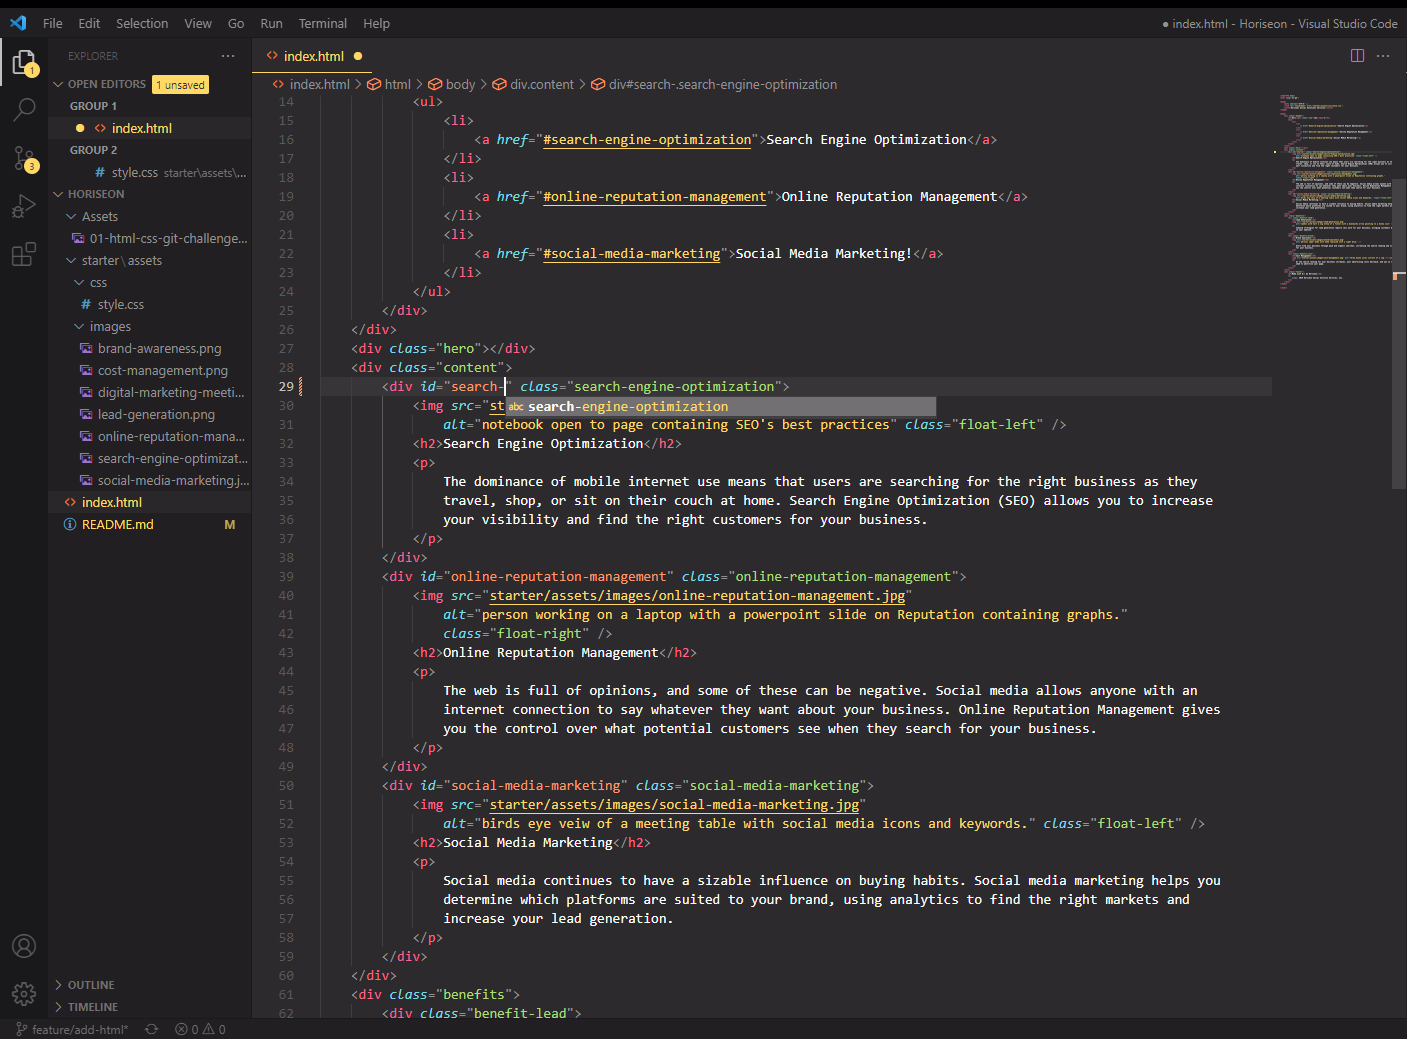 File Edit Selection View Go Run Terminal Help
● index.html - Horiseon - Visual Studio Code
EXPLORER
OPEN EDITORS 1 unsaved
GROUP 1
index.html
GROUP 2
style.css starter\assets\...
HORISEON
Assets
01-html-css-git-challenge...
starter\assets
css
style.css
images
brand-awareness.png
cost-management.png
digital-marketing-meeti...
lead-generation.png
online-reputation-mana...
search-engine-optimizat...
social-media-marketing.j...
index.html
README.md M
OUTLINE
TIMELINE
1
3
index.html
index.html > html > body > div.content > div#search-.search-engine-optimization
14 <ul>
15 <li>
16 <a href="#search-engine-optimization">Search Engine Optimization</a>
17 </li>
18 <li>
19 <a href="#online-reputation-management">Online Reputation Management</a>
20 </li>
21 <li>
22 <a href="#social-media-marketing">Social Media Marketing!</a>
23 </li>
24 </ul>
25 </div>
26 </div>
27 <div class="hero"></div>
28 <div class="content">
29 <div id="search-" class="search-engine-optimization">
30 <img src="st
abc search-engine-optimization
31 alt="notebook open to page containing SEO's best practices" class="float-left" />
32 <h2>Search Engine Optimization</h2>
33 <p>
34 The dominance of mobile internet use means that users are searching for the right business as they
35 travel, shop, or sit on their couch at home. Search Engine Optimization (SEO) allows you to increase
36 your visibility and find the right customers for your business.
37 </p>
38 </div>
39 <div id="online-reputation-management" class="online-reputation-management">
40 <img src="starter/assets/images/online-reputation-management.jpg"
41 alt="person working on a laptop with a powerpoint slide on Reputation containing graphs."
42 class="float-right" />
43 <h2>Online Reputation Management</h2>
44 <p>
45 The web is full of opinions, and some of these can be negative. Social media allows anyone with an
46 internet connection to say whatever they want about your business. Online Reputation Management gives
47 you the control over what potential customers see when they search for your business.
48 </p>
49 </div>
50 <div id="social-media-marketing" class="social-media-marketing">
51 <img src="starter/assets/images/social-media-marketing.jpg"
52 alt="birds eye veiw of a meeting table with social media icons and keywords." class="float-left" />
53 <h2>Social Media Marketing</h2>
54 <p>
55 Social media continues to have a sizable influence on buying habits. Social media marketing helps you
56 determine which platforms are suited to your brand, using analytics to find the right markets and
57 increase your lead generation.
58 </p>
59 </div>
60 </div>
61 <div class="benefits">
62 <div class="benefit-lead">
feature/add-html* 0 0